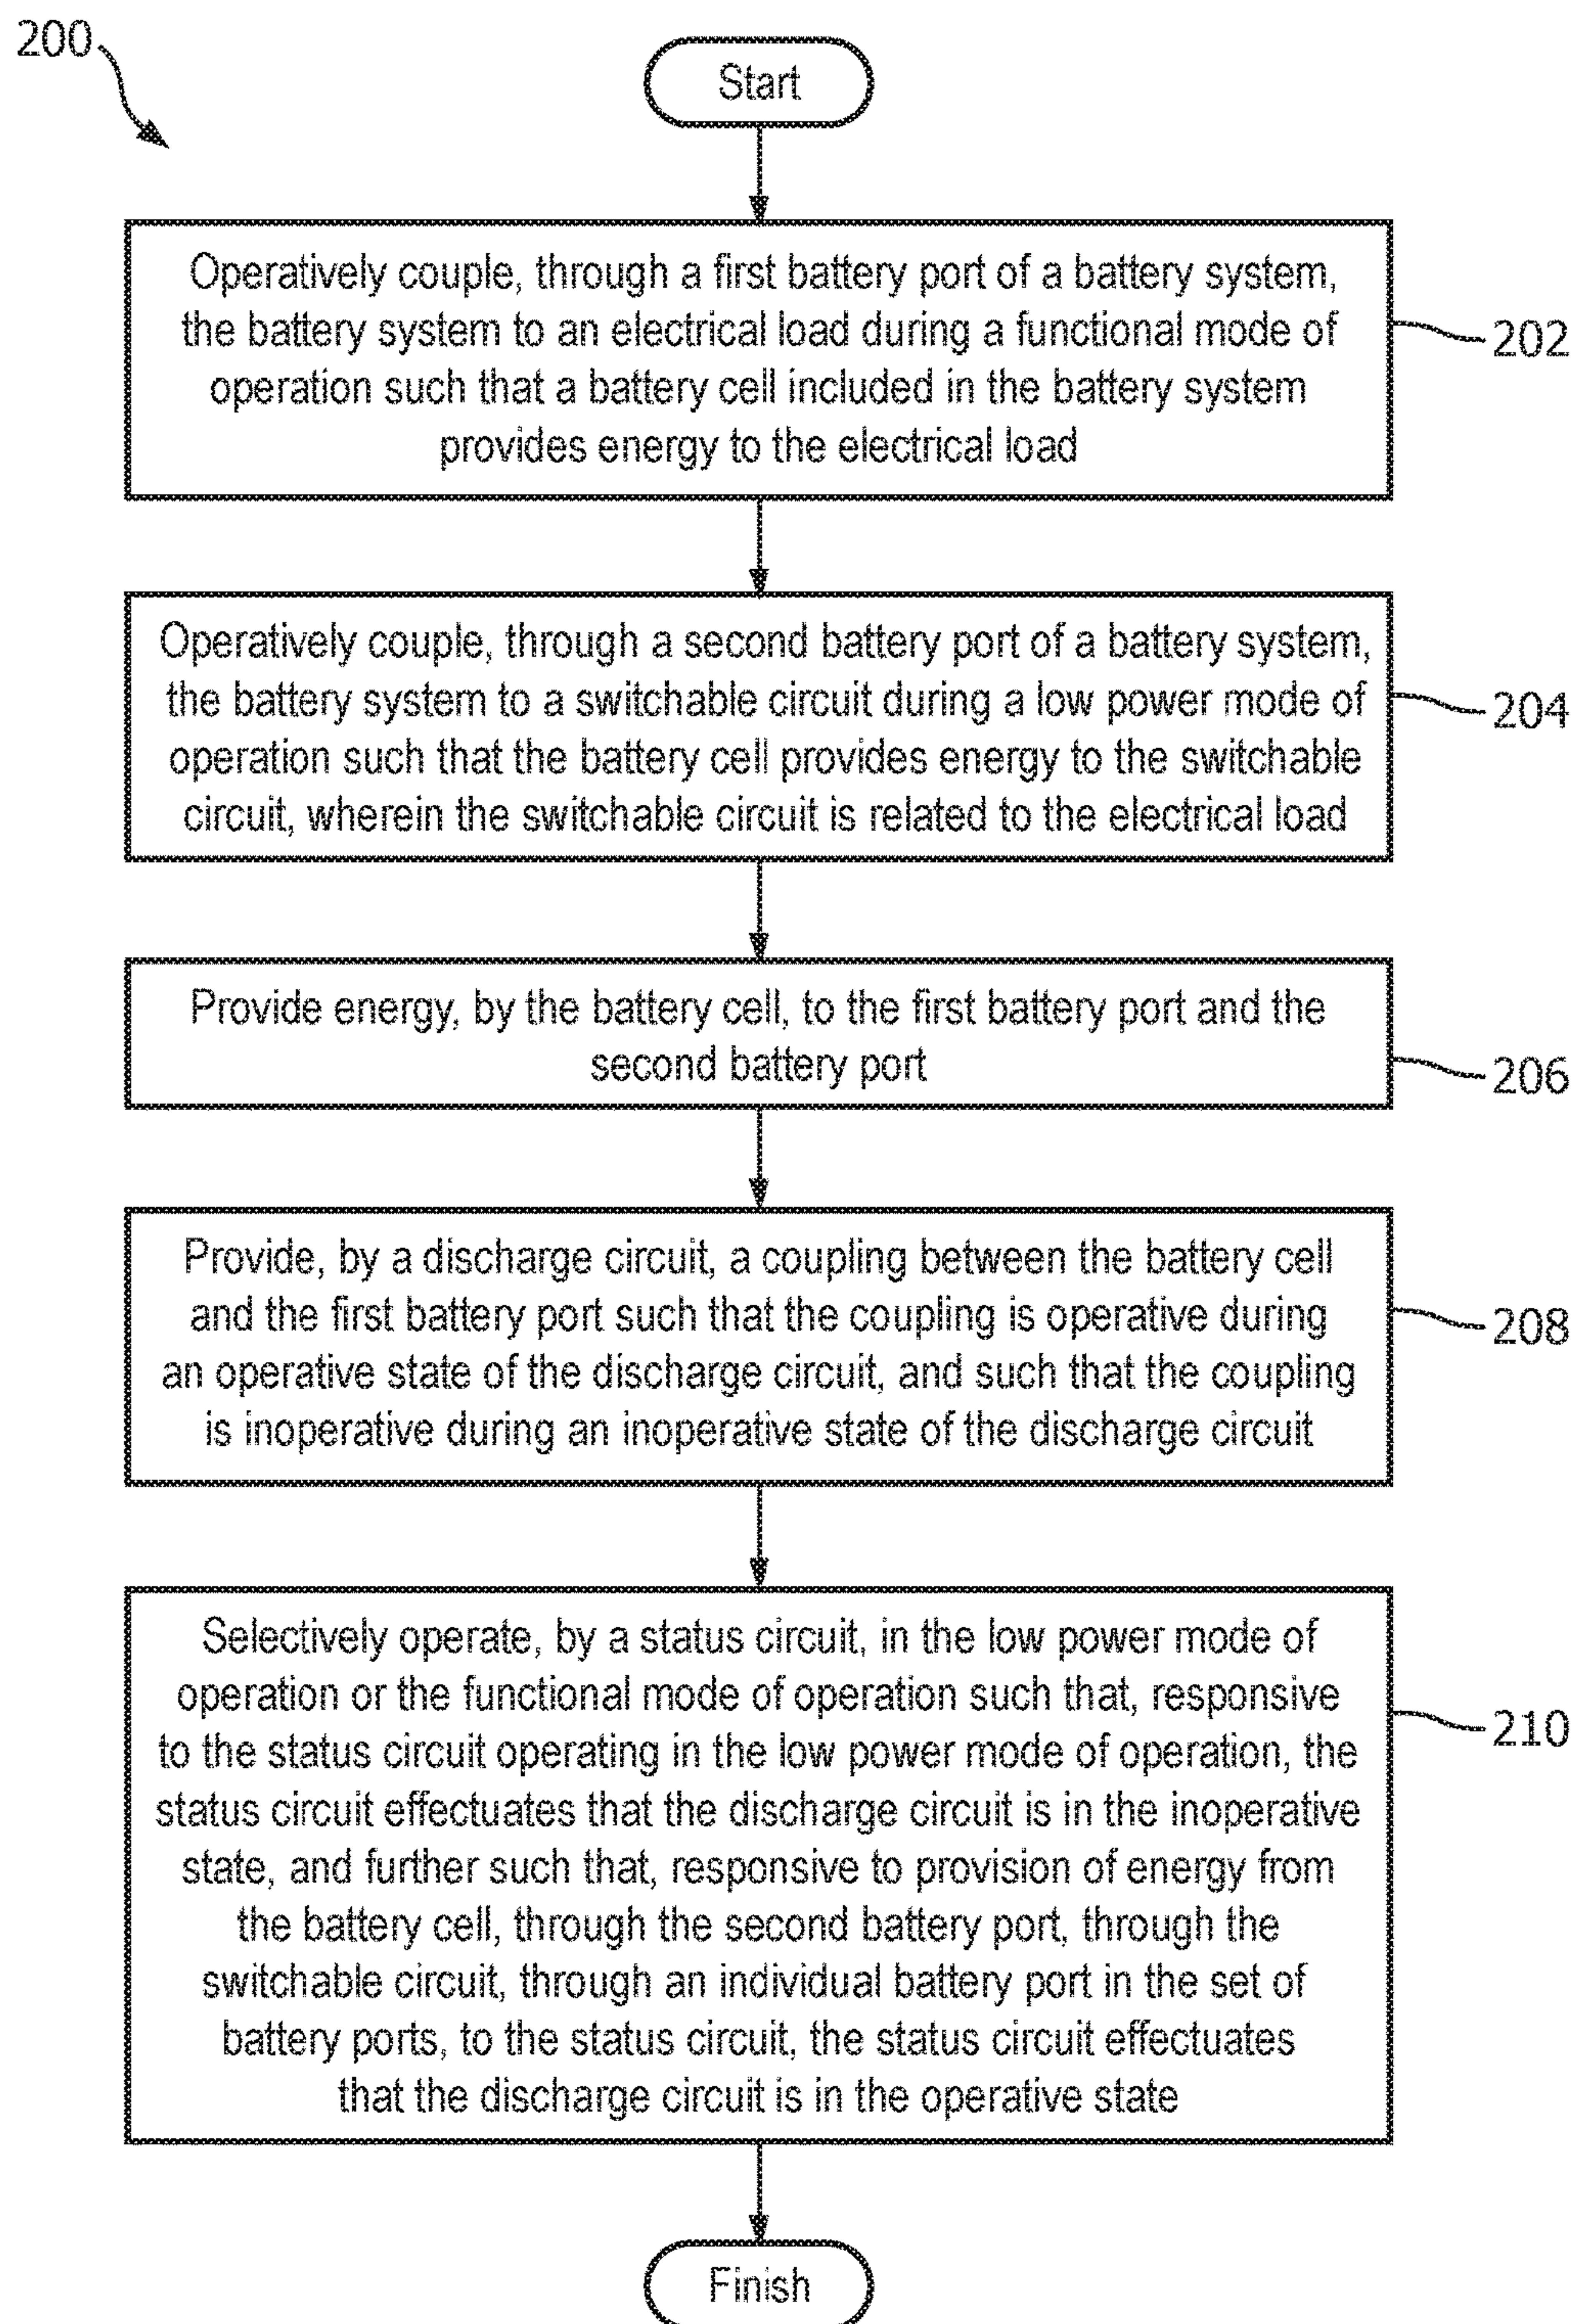 200
Start
Operatively couple, through a first battery port of a battery system,
the battery system to an electrical load during a functional mode of
operation such that a battery cell included in the battery system
provides energy to the electrical load
202
Operatively couple, through a second battery port of a battery system,
the battery system to a switchable circuit during a low power mode of
operation such that the battery cell provides energy to the switchable
circuit, wherein the switchable circuit is related to the electrical load
204
Provide energy, by the battery cell, to the first battery port and the
second battery port
206
Provide, by a discharge circuit, a coupling between the battery cell
and the first battery port such that the coupling is operative during
an operative state of the discharge circuit, and such that the coupling
is inoperative during an inoperative state of the discharge circuit
208
Selectively operate, by a status circuit, in the low power mode of
operation or the functional mode of operation such that, responsive
to the status circuit operating in the low power mode of operation, the
status circuit effectuates that the discharge circuit is in the inoperative
state, and further such that, responsive to provision of energy from
the battery cell, through the second battery port, through the
switchable circuit, through an individual battery port in the set of
battery ports, to the status circuit, the status circuit effectuates
that the discharge circuit is in the operative state
210
Finish